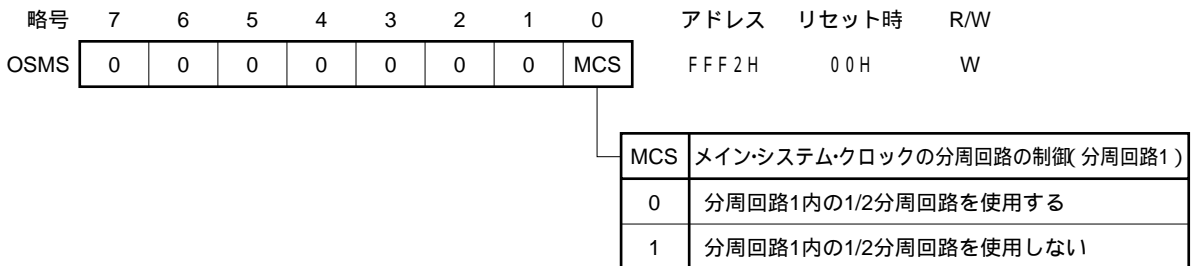 略号 7 6 5 4 3 2 1 0 アドレス リセット時 R/W
OSMS 0 0 0 0 0 0 0 MCS FFF2H 00H W
MCS メイン・システム・クロックの分周回路の制御(分周回路1)
0 分周回路1内の1/2分周回路を使用する
1 分周回路1内の1/2分周回路を使用しない